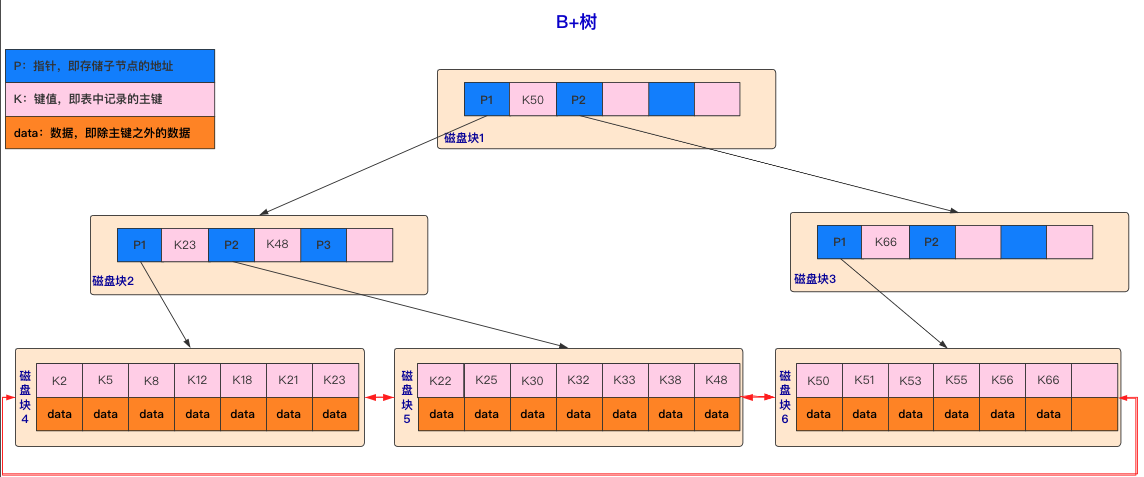 B+树
P：指针，即存储子节点的地址
K：键值，即表中记录的主键
data：数据，即除主键之外的数据
P1 K50 P2
磁盘块1
P1 K23 P2 K48 P3
磁盘块2
P1 K66 P2
磁盘块3
磁盘块4
K2 K5 K8 K12 K18 K21 K23
data data data data data data data
磁盘块5
K22 K25 K30 K32 K33 K38 K48
data data data data data data data
磁盘块6
K50 K51 K53 K55 K56 K66
data data data data data data